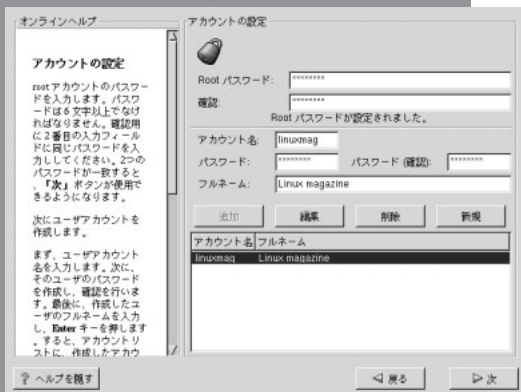 オンラインヘルプ
アカウントの設定
rootアカウントのパスワー
ドを入力します。パスワ
ードは6文字以上でなけ
ればなりません。確認用
に2番目の入力フィール
ドに同じパスワードを入
力ししてください。2つの
パスワードが一致すると
、「次」ボタンが使用で
きるようになります。
次にユーザアカウントを
作成します。
まず、ユーザアカウント
名を入力します。次に、
そのユーザのパスワード
を作成し、確認を行いま
す。最後に、作成したユ
ーザのフルネームを入力
し、Enter キーを押します
。すると、アカウントリ
ストに、作成したアカウ
？ ヘルプを隠す
アカウントの設定
Root パスワード: ********
確認: ********
Root パスワードが設定されました。
アカウント名: linuxmag
パスワード: ******** パスワード (確認): ********
フルネーム: Linux magazine
追加 編集 削除 新規
アカウント名 フルネーム
linuxmag Linux magazine
戻る 次